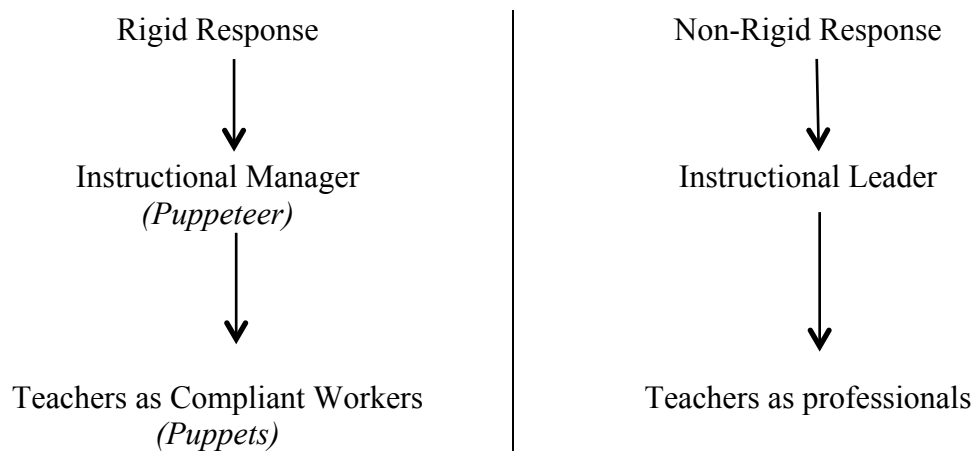 Rigid Response
Instructional Manager
(Puppeteer)
Teachers as Compliant Workers
(Puppets)
Non-Rigid Response
Instructional Leader
Teachers as professionals